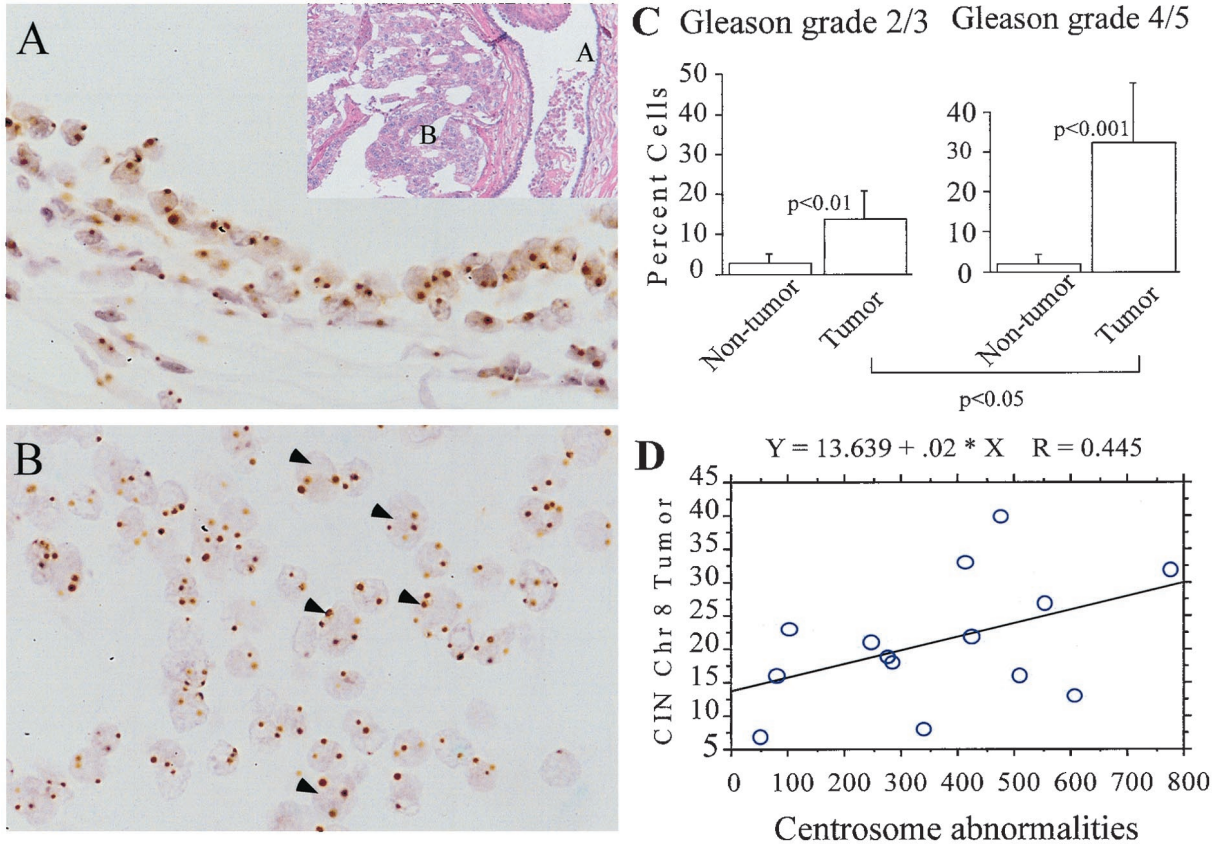 A
A
B
B
C Gleason grade 2/3 Gleason grade 4/5
Percent Cells
50
40
30
20
10
0
p<0.01
Non-tumor
Tumor
40
30
20
10
0
p<0.001
Non-tumor
Tumor
p<0.05
D Y = 13.639 + .02 * X R = 0.445
CIN Chr 8 Tumor
45
40
35
30
25
20
15
10
5
0 100 200 300 400 500 600 700 800
Centrosome abnormalities